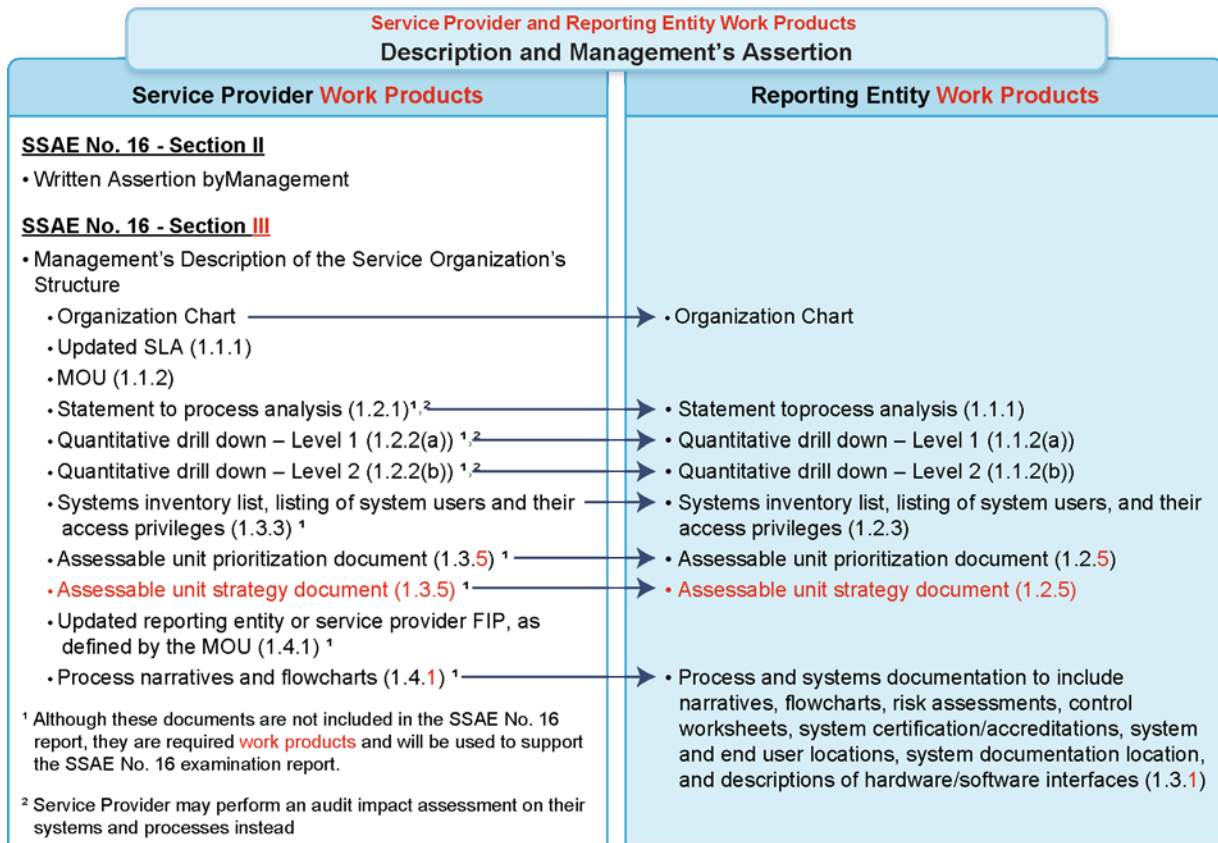 Service Provider and Reporting Entity Work Products
Description and Management's Assertion
Service Provider Work Products
SSAE No. 16 - Section II
• Written Assertion byManagement
SSAE No. 16 - Section III
• Management's Description of the Service Organization's
Structure
• Organization Chart
• Updated SLA (1.1.1)
• MOU (1.1.2)
• Statement to process analysis (1.2.1)¹,²
• Quantitative drill down – Level 1 (1.2.2(a)) ¹,²
• Quantitative drill down – Level 2 (1.2.2(b)) ¹,²
• Systems inventory list, listing of system users and their
access privileges (1.3.3) ¹
• Assessable unit prioritization document (1.3.5) ¹
• Assessable unit strategy document (1.3.5) ¹
• Updated reporting entity or service provider FIP, as
defined by the MOU (1.4.1) ¹
• Process narratives and flowcharts (1.4.1) ¹
¹ Although these documents are not included in the SSAE No. 16
report, they are required work products and will be used to support
the SSAE No. 16 examination report.
² Service Provider may perform an audit impact assessment on their
systems and processes instead
Reporting Entity Work Products
• Organization Chart
• Statement toprocess analysis (1.1.1)
• Quantitative drill down – Level 1 (1.1.2(a))
• Quantitative drill down – Level 2 (1.1.2(b))
• Systems inventory list, listing of system users, and their
access privileges (1.2.3)
• Assessable unit prioritization document (1.2.5)
• Assessable unit strategy document (1.2.5)
• Process and systems documentation to include
narratives, flowcharts, risk assessments, control
worksheets, system certification/accreditations, system
and end user locations, system documentation location,
and descriptions of hardware/software interfaces (1.3.1)